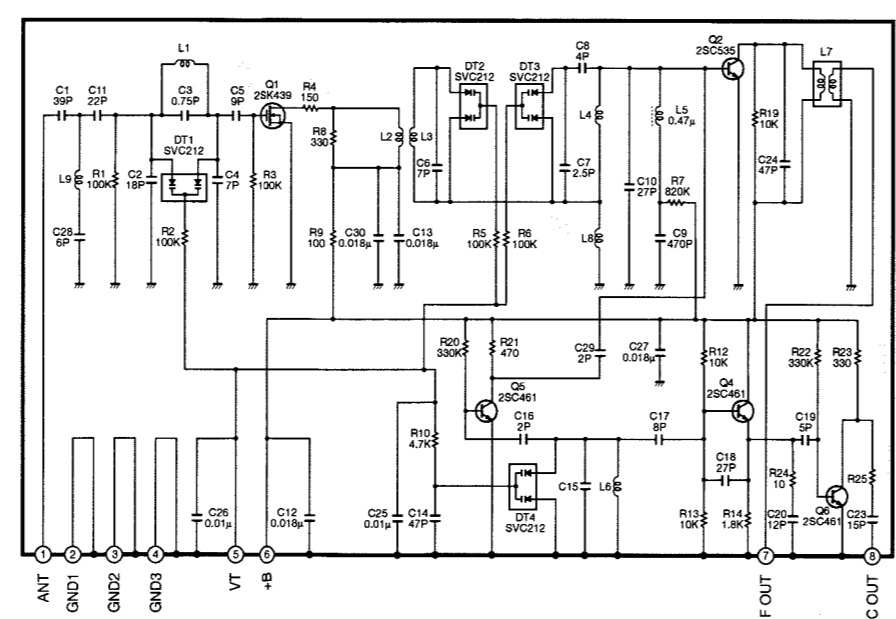 L1
C1
39P
C11
22P
C3
0.75P
C5
9P
Q1
2SK439
R4
150
DT1
SVC212
L9
R1
100K
C2
18P
C4
7P
R3
100K
C28
6P
R2
100K
R8
330
L2
L3
R9
100
C30
0.018μ
C13
0.018μ
DT2
SVC212
DT3
SVC212
C8
4P
C6
7P
C7
2.5P
R5
100K
R6
100K
L4
L8
L5
0.47μ
C10
27P
R7
820K
C9
470P
Q2
2SC535
R19
10K
C24
47P
L7
R20
330K
R21
470
C29
2P
C27
0.018μ
R12
10K
Q4
2SC461
R22
330K
R23
330
Q5
2SC461
C16
2P
C17
8P
C19
5P
R10
4.7K
C18
27P
R24
10
R25
C26
0.01μ
C12
0.018μ
C25
0.01μ
C14
47P
DT4
SVC212
C15
L6
R13
10K
R14
1.8K
C20
12P
Q6
2SC461
C23
15P
1
2
3
4
5
6
7
8
ANT
GND1
GND2
GND3
VT
+B
F OUT
C OUT